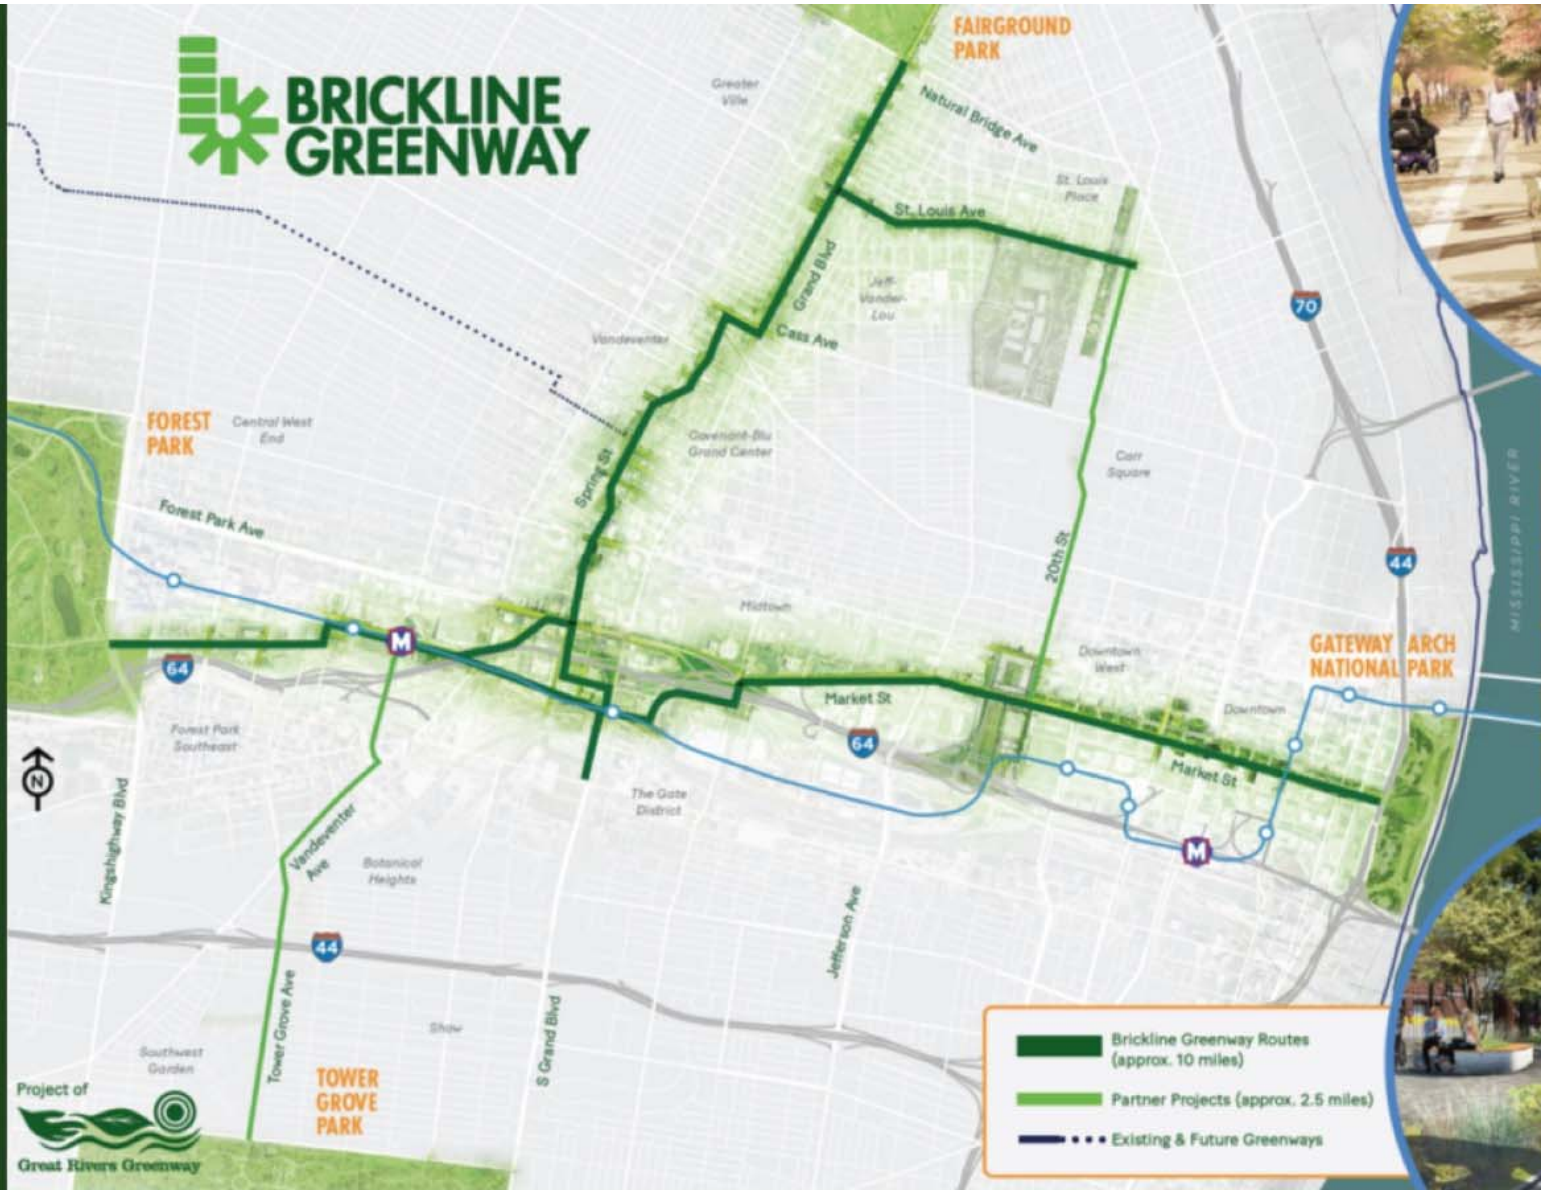 BRICKLINE
GREENWAY
FAIRGROUND
PARK
Greater
Ville
Natural Bridge Ave
St. Louis
Place
St. Louis Ave
Grand Blvd
Jeff-
Vander-
Lou
70
Vandeventer
Cass Ave
FOREST
PARK
Central West
End
Covenant-Blu
Grand Center
Carr
Square
Spring St
Forest Park Ave
20th St
44
MISSISSIPPI RIVER
Midtown
M
64
Downtown
West
GATEWAY ARCH
NATIONAL PARK
Market St
Downtown
Forest Park
Southeast
64
N
Market St
The Gate
District
Kingshighway Blvd
Vandeventer
Ave
Botanical
Heights
M
Jefferson Ave
44
Tower Grove Ave
S Grand Blvd
Shaw
Southwest
Garden
TOWER
GROVE
PARK
Project of
Great Rivers Greenway
Brickline Greenway Routes
(approx. 10 miles)
Partner Projects (approx. 2.5 miles)
Existing & Future Greenways